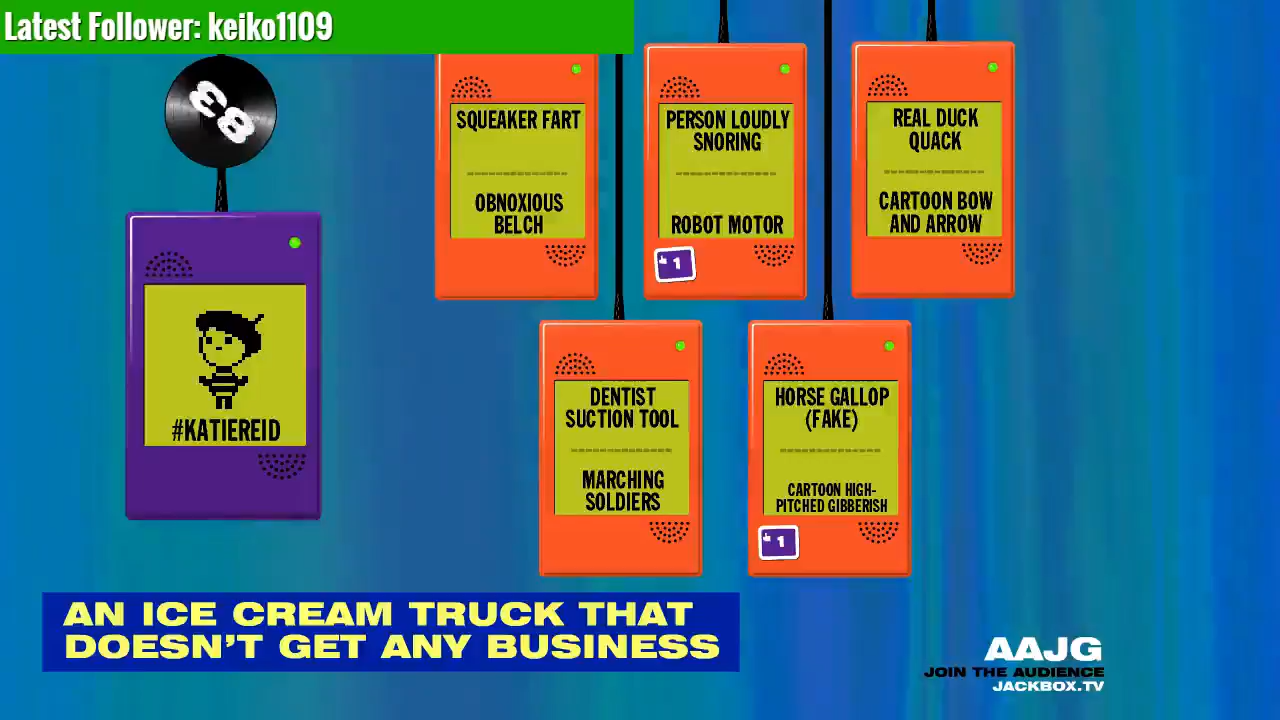 Latest Follower: keiko1109
83
#KATIEREID
SQUEAKER FART
OBNOXIOUS
BELCH
PERSON LOUDLY
SNORING
ROBOT MOTOR
1
REAL DUCK
QUACK
CARTOON BOW
AND ARROW
DENTIST
SUCTION TOOL
MARCHING
SOLDIERS
HORSE GALLOP
(FAKE)
CARTOON HIGH-
PITCHED GIBBERISH
1
AN ICE CREAM TRUCK THAT
DOESN'T GET ANY BUSINESS
AAJG
JOIN THE AUDIENCE
JACKBOX.TV